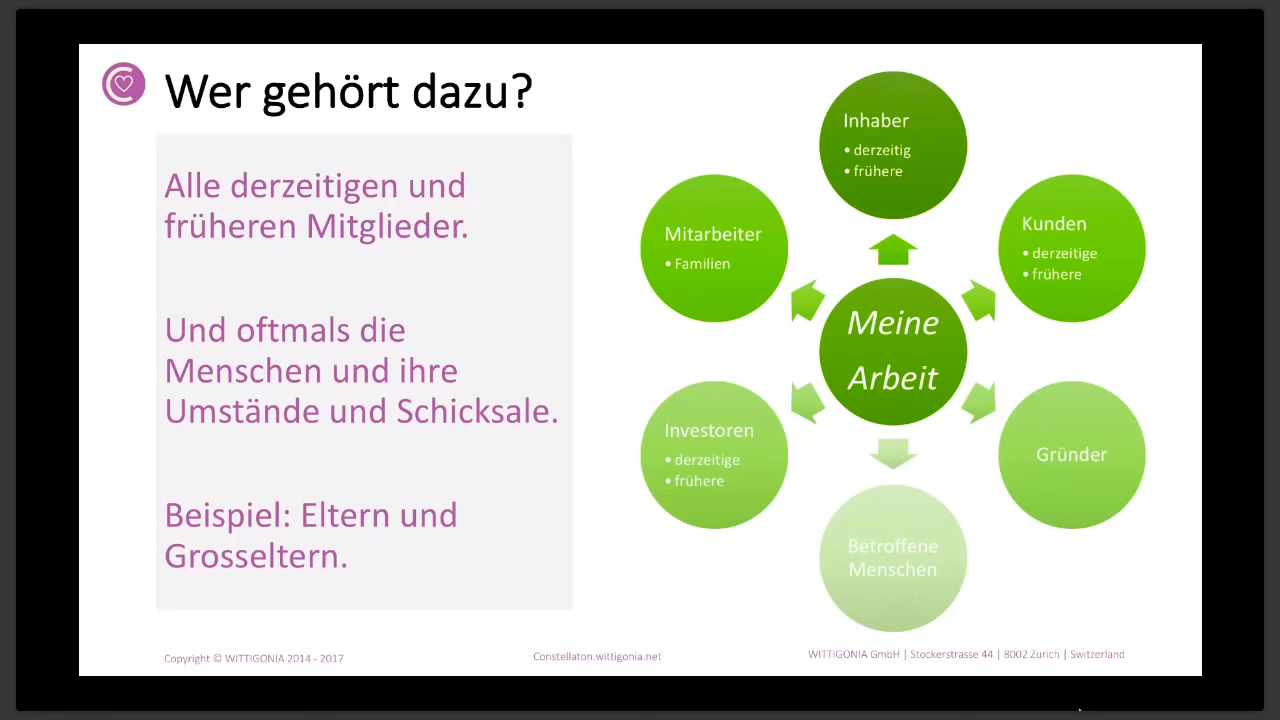 Wer gehört dazu?
Alle derzeitigen und
früheren Mitglieder.
Und oftmals die
Menschen und ihre
Umstände und Schicksale.
Beispiel: Eltern und
Grosseltern.
Inhaber
• derzeitig
• frühere
Kunden
• derzeitige
• frühere
Gründer
Betroffene
Menschen
Investoren
• derzeitige
• frühere
Mitarbeiter
• Familien
Meine
Arbeit
Copyright © WITTIGONIA 2014 - 2017
Constellaton.wittigonia.net
WITTIGONIA GmbH | Stockerstrasse 44 | 8002 Zurich | Switzerland